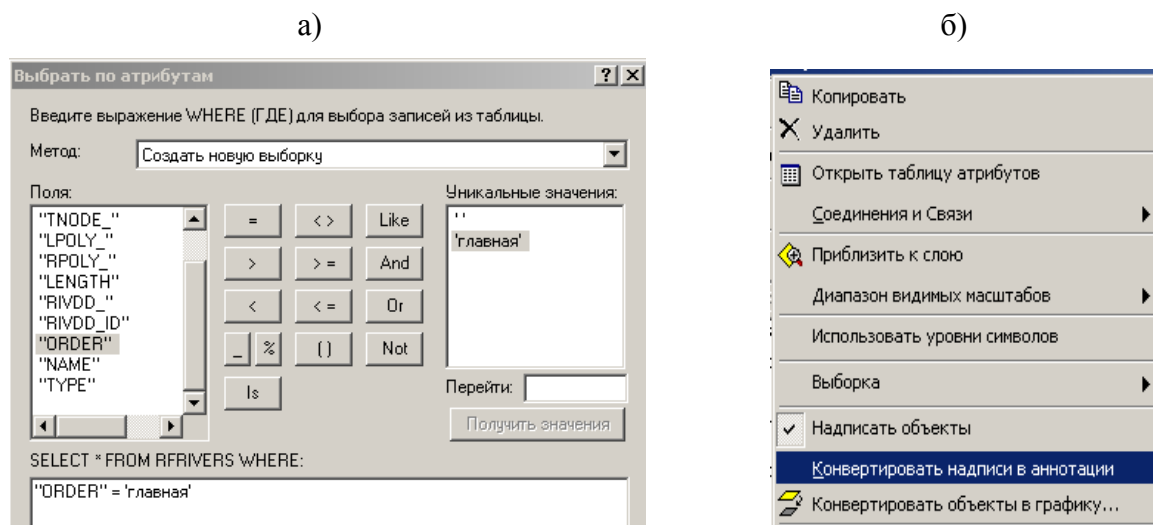 а)
б)
Выбрать по атрибутам
Введите выражение WHERE (ГДЕ) для выбора записей из таблицы.
Метод: Создать новую выборку
Поля: Уникальные значения:
"TNODE_"
"LPOLY_"
"RPOLY_"
"LENGTH"
"RIVDD_"
"RIVDD_ID"
"ORDER"
"NAME"
"TYPE"
= < > Like
> > = And
< < = Or
_ % ( ) Not
Is
' '
'главная'
Перейти:
Получить значения
SELECT * FROM RFRIVERS WHERE:
"ORDER" = 'главная'
Копировать
Удалить
Открыть таблицу атрибутов
Соединения и Связи
Приблизить к слою
Диапазон видимых масштабов
Использовать уровни символов
Выборка
Надписать объекты
Конвертировать надписи в аннотации
Конвертировать объекты в графику...